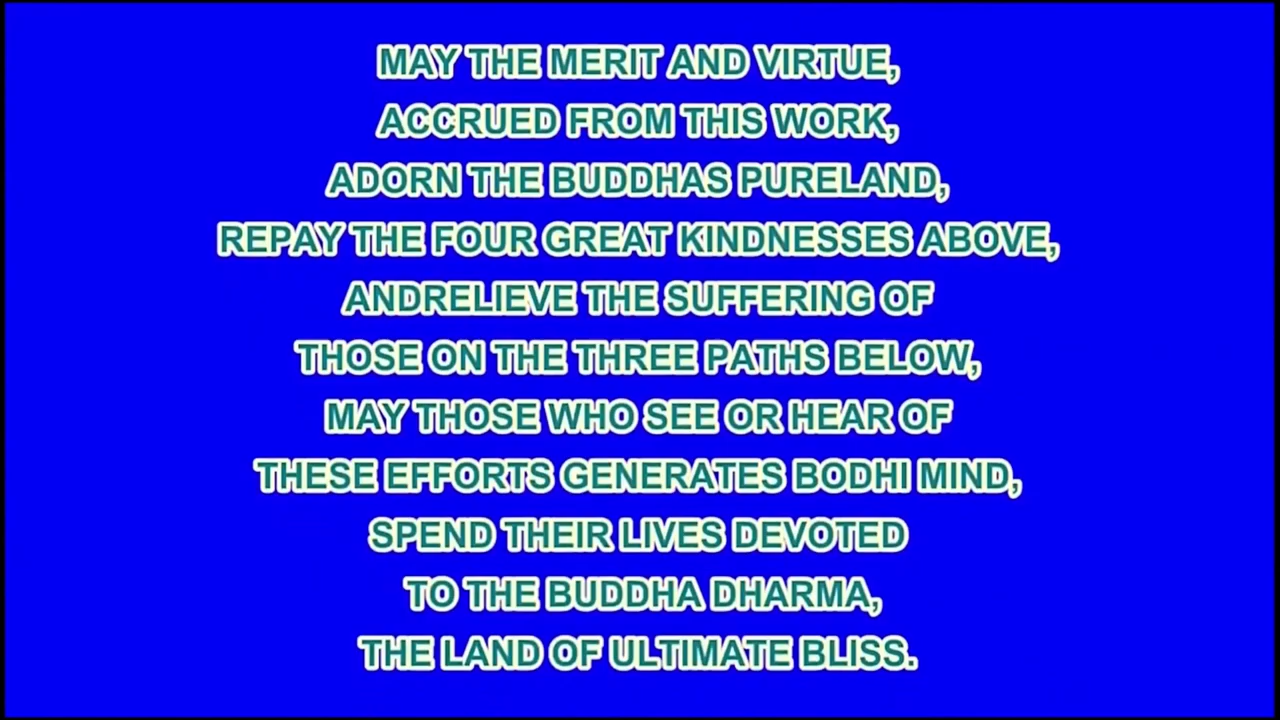 MAY THE MERIT AND VIRTUE,
ACCRUED FROM THIS WORK,
ADORN THE BUDDHAS PURELAND,
REPAY THE FOUR GREAT KINDNESSES ABOVE,
ANDRELIEVE THE SUFFERING OF
THOSE ON THE THREE PATHS BELOW,
MAY THOSE WHO SEE OR HEAR OF
THESE EFFORTS GENERATES BODHI MIND,
SPEND THEIR LIVES DEVOTED
TO THE BUDDHA DHARMA,
THE LAND OF ULTIMATE BLISS.